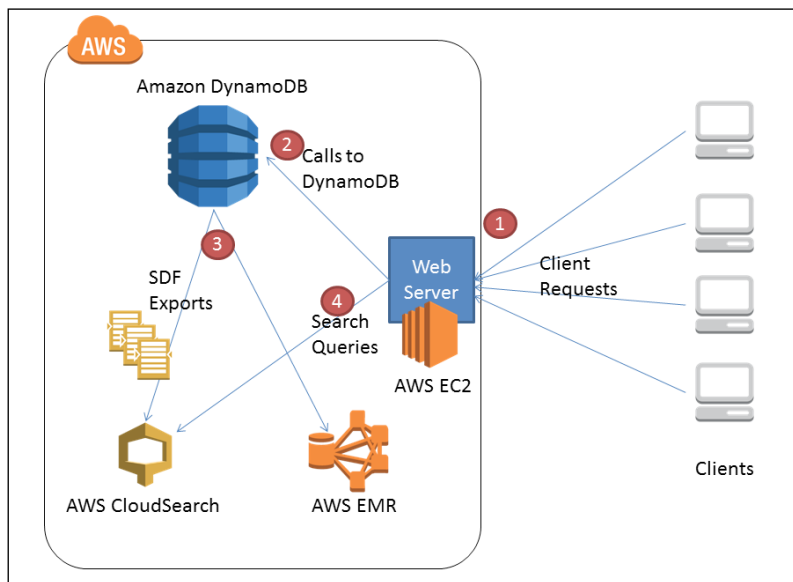 AWS
Amazon DynamoDB
2
Calls to
DynamoDB
1
3
Web
Server
Client
Requests
SDF
Exports
4
Search
Queries
AWS EC2
AWS CloudSearch
AWS EMR
Clients